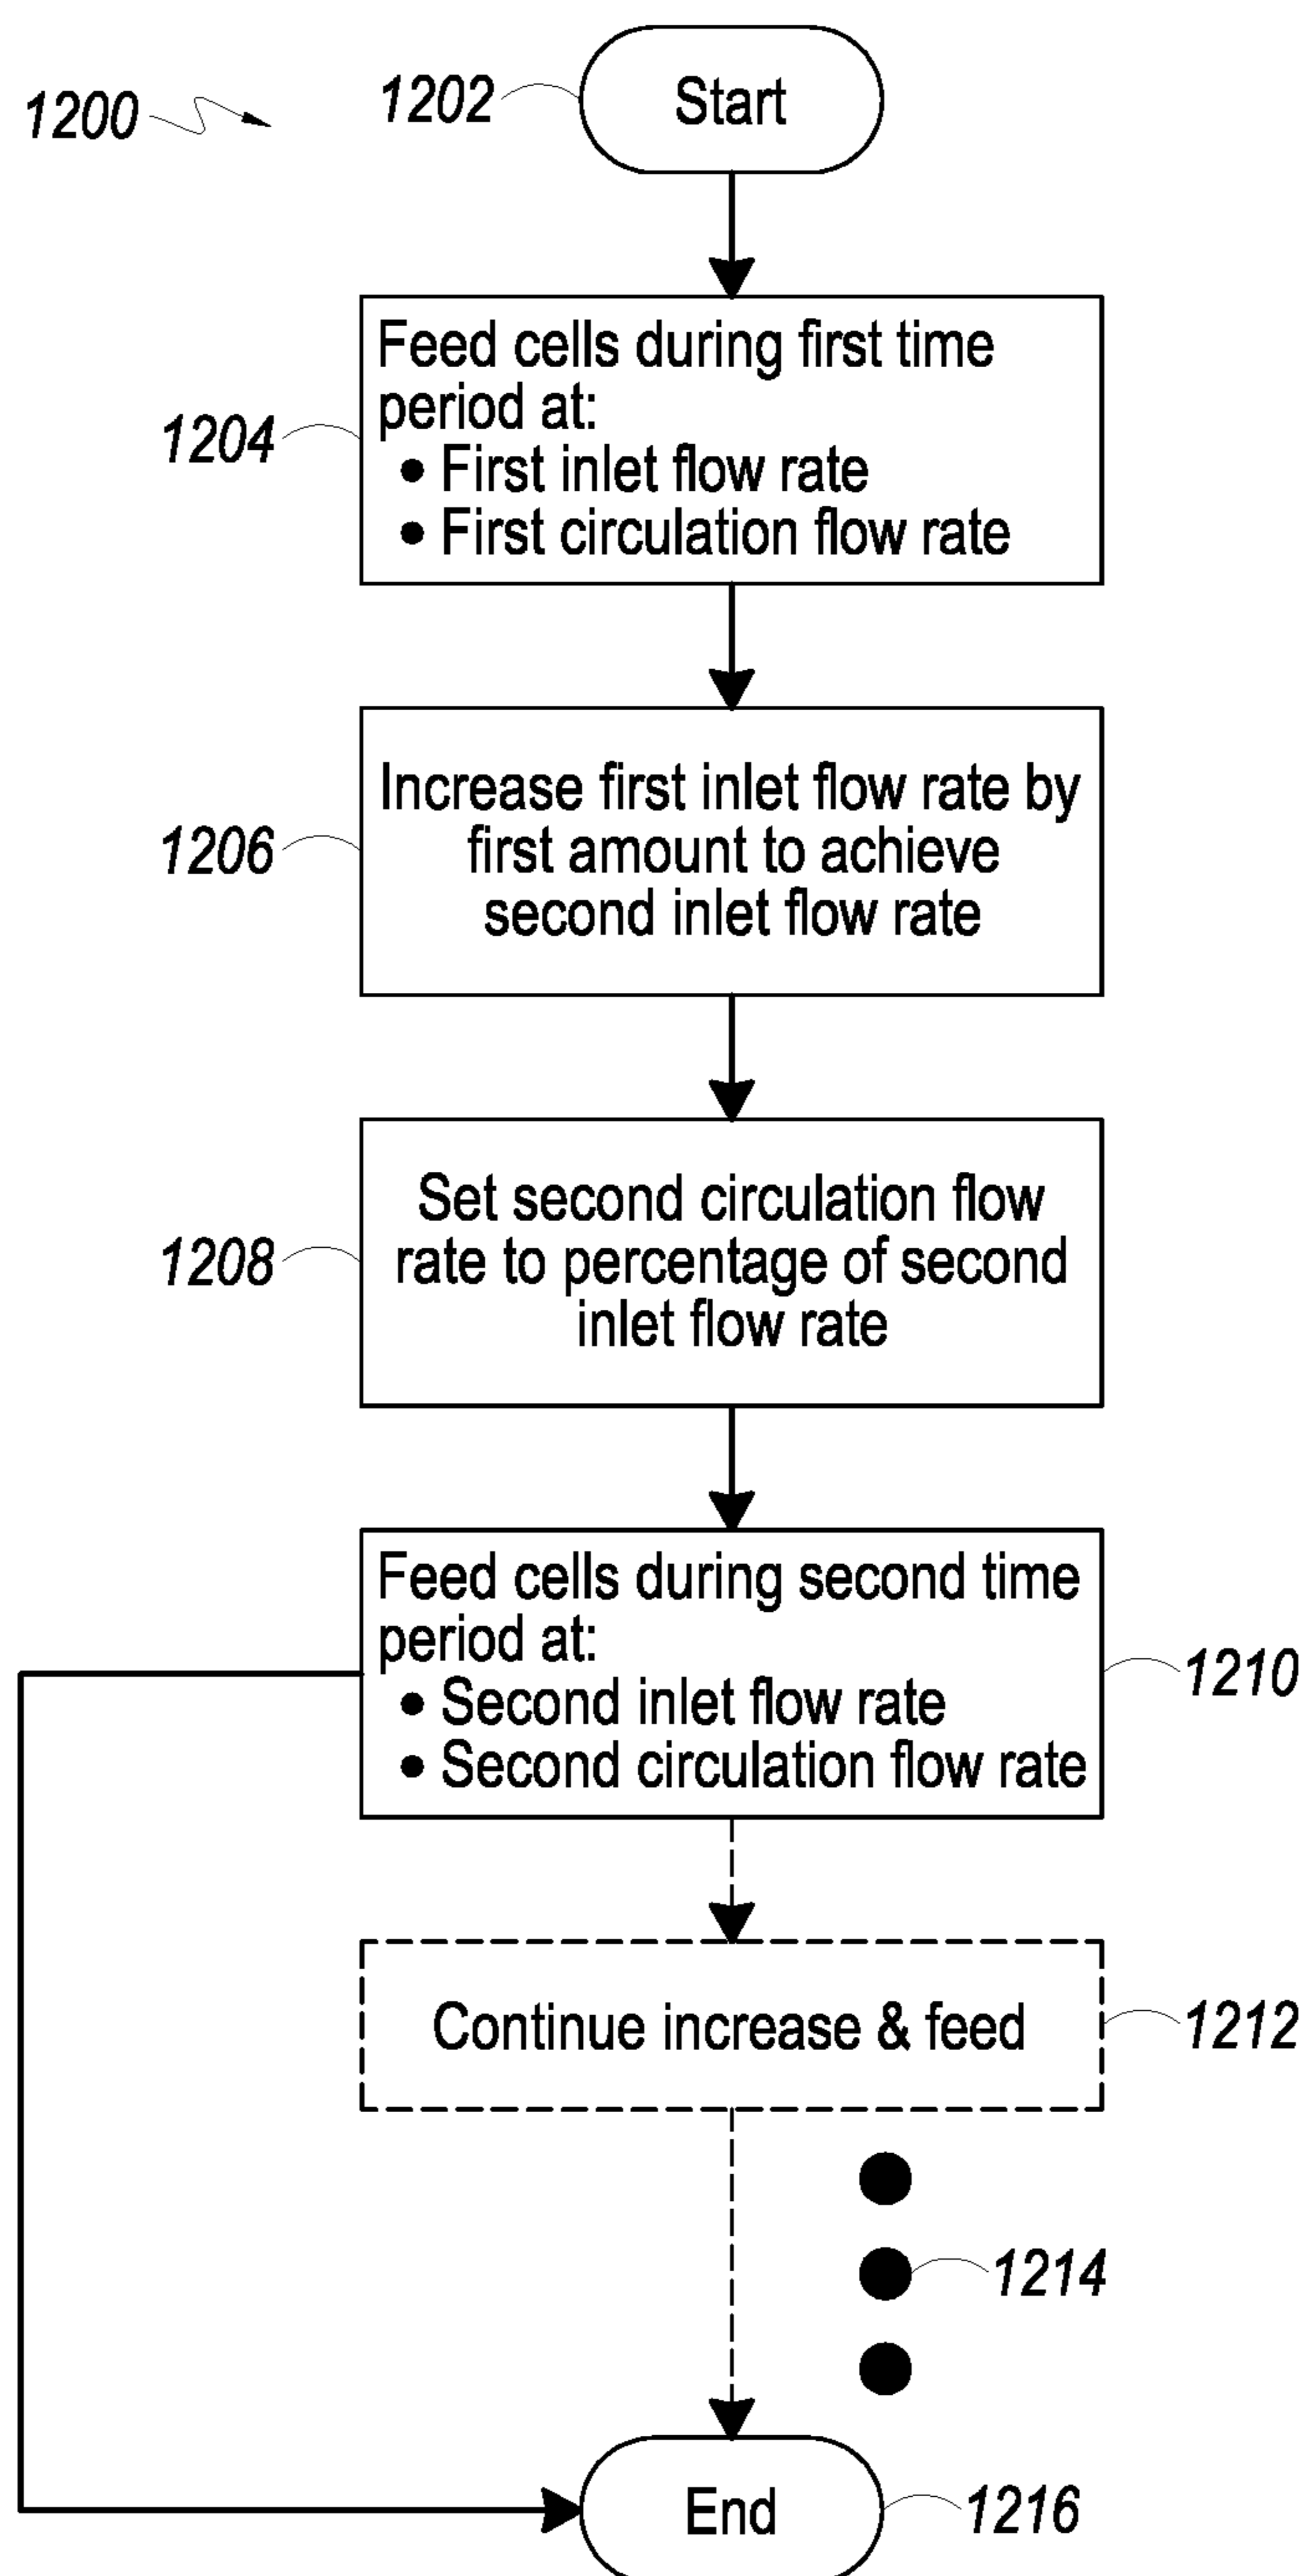 1200
1202
Start
1204
Feed cells during first time
period at:
● First inlet flow rate
● First circulation flow rate
1206
Increase first inlet flow rate by
first amount to achieve
second inlet flow rate
1208
Set second circulation flow
rate to percentage of second
inlet flow rate
Feed cells during second time
period at:
● Second inlet flow rate
● Second circulation flow rate
1210
Continue increase & feed
1212
1214
End
1216